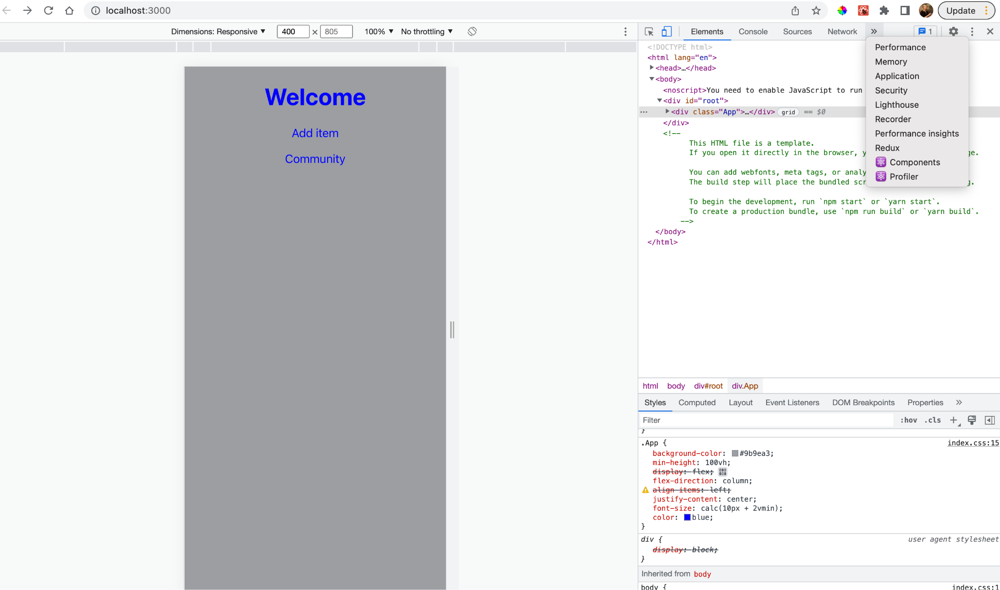 localhost:3000
Update
Dimensions: Responsive ▼ 400 × 805 100% ▼ No throttling ▼
Elements Console Sources Network » 1
Welcome
Add item
Community
<!DOCTYPE html>
<html lang="en">
<head>…</head>
<body>
<noscript>You need to enable JavaScript to run
<div id="root">
<div class="App">…</div> grid == $0
</div>
<!--
This HTML file is a template.
If you open it directly in the browser, y ge.
You can add webfonts, meta tags, or analy
The build step will place the bundled scr g.
To begin the development, run `npm start` or `yarn start`.
To create a production bundle, use `npm run build` or `yarn build`.
-->
</body>
</html>
Performance
Memory
Application
Security
Lighthouse
Recorder
Performance insights
Redux
Components
Profiler
html body div#root div.App
Styles Computed Layout Event Listeners DOM Breakpoints Properties »
Filter :hov .cls +
}
.App { index.css:15
background-color: #9b9ea3;
min-height: 100vh;
display: flex;
flex-direction: column;
align-items: left;
justify-content: center;
font-size: calc(10px + 2vmin);
color: blue;
}
div { user agent stylesheet
display: block;
}
Inherited from body
body { index.css:1